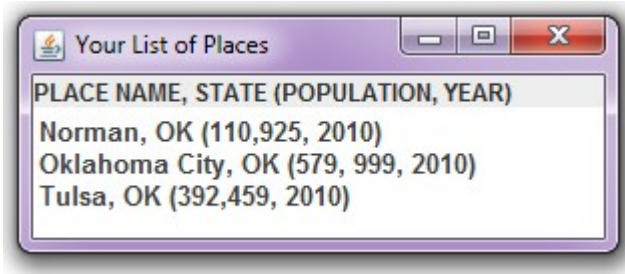 Your List of Places
PLACE NAME, STATE (POPULATION, YEAR)
Norman, OK (110,925, 2010)
Oklahoma City, OK (579, 999, 2010)
Tulsa, OK (392,459, 2010)